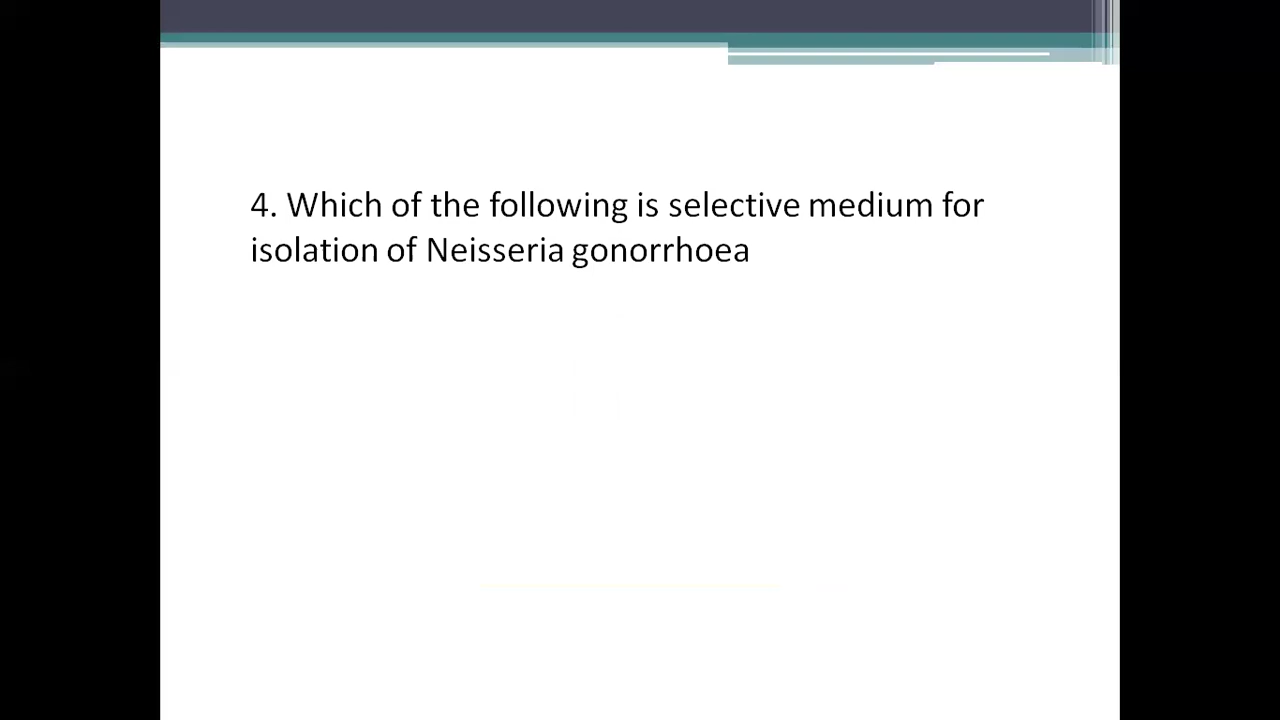 4. Which of the following is selective medium for
isolation of Neisseria gonorrhoea